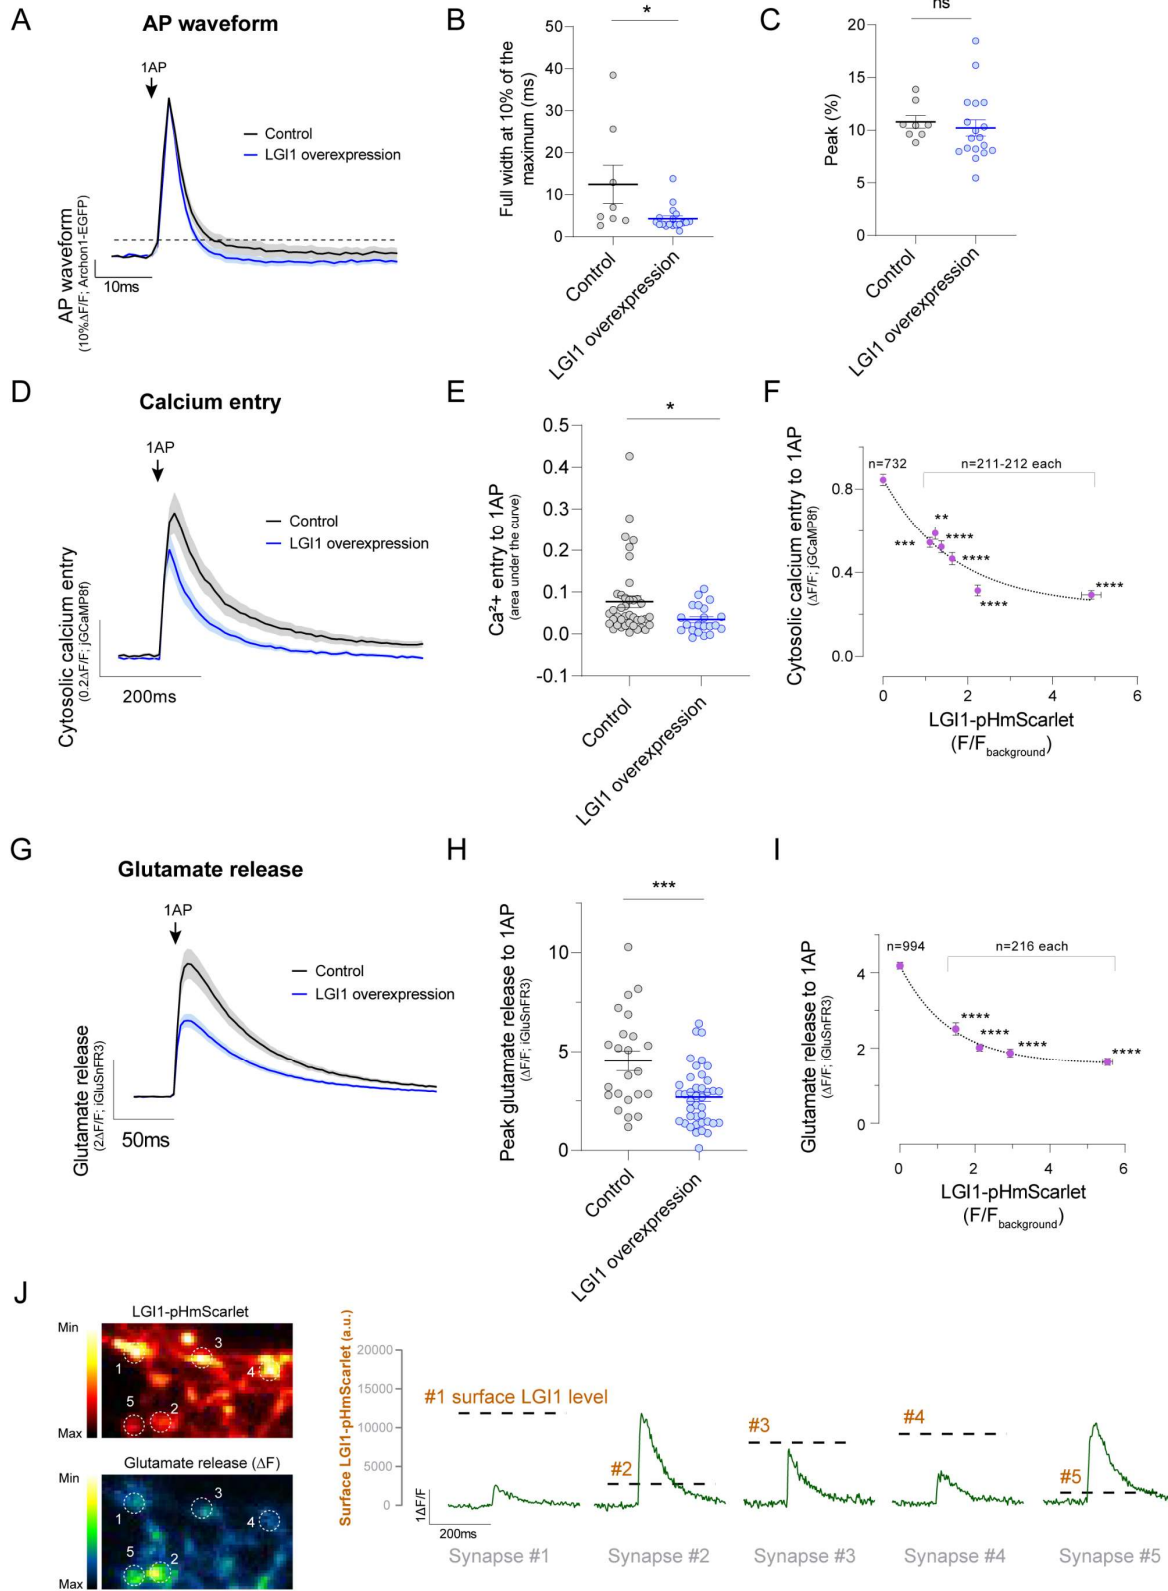 A
AP waveform
1AP
Control
LGI1 overexpression
AP waveform
(10%ΔF/F; Archon1-EGFP)
10ms
B
*
Full width at 10% of the
maximum (ms)
50
40
30
20
10
0
Control
LGI1 overexpression
C
ns
Peak (%)
20
15
10
5
0
Control
LGI1 overexpression
D
Calcium entry
1AP
Control
LGI1 overexpression
Cytosolic calcium entry
(0.2ΔF/F; jGCaMP8f)
200ms
E
*
Ca²⁺ entry to 1AP
(area under the curve)
0.5
0.4
0.3
0.2
0.1
0.0
-0.1
Control
LGI1 overexpression
F
Cytosolic calcium entry to 1AP
(ΔF/F; jGCaMP8f)
n=732
n=211-212 each
0.8
0.4
0.0
***
**
****
****
****
****
0
2
4
6
LGI1-pHmScarlet
(F/Fbackground)
G
Glutamate release
1AP
Control
LGI1 overexpression
Glutamate release
(2ΔF/F; iGluSnFR3)
50ms
H
***
Peak glutamate release to 1AP
(ΔF/F; iGluSnFR3)
10
5
0
Control
LGI1 overexpression
I
Glutamate release to 1AP
(ΔF/F; iGluSnFR3)
n=994
n=216 each
4
2
0
****
****
****
****
0
2
4
6
LGI1-pHmScarlet
(F/Fbackground)
J
LGI1-pHmScarlet
Min
Max
1
3
4
5
2
Glutamate release (ΔF)
Min
Max
1
3
4
5
2
Surface LGI1-pHmScarlet (a.u.)
20000
15000
10000
5000
0
#1 surface LGI1 level
#2
#3
#4
#5
1ΔF/F
200ms
Synapse #1
Synapse #2
Synapse #3
Synapse #4
Synapse #5